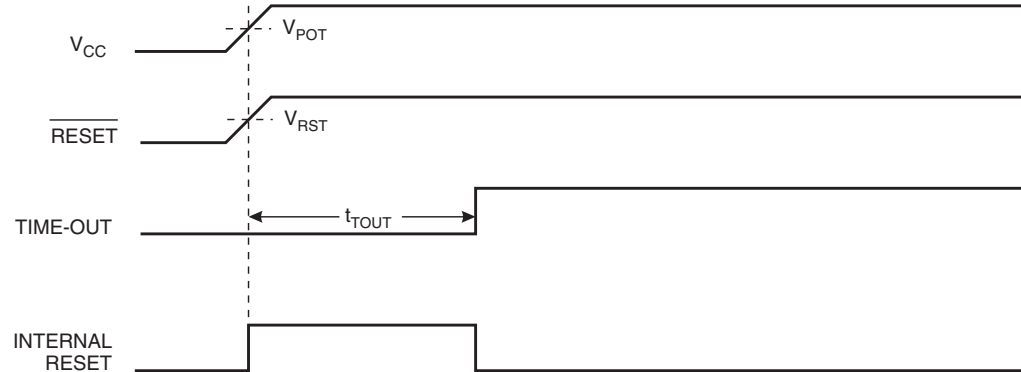 V_CC
V_POT
RESET
V_RST
TIME-OUT
t_TOUT
INTERNAL
RESET